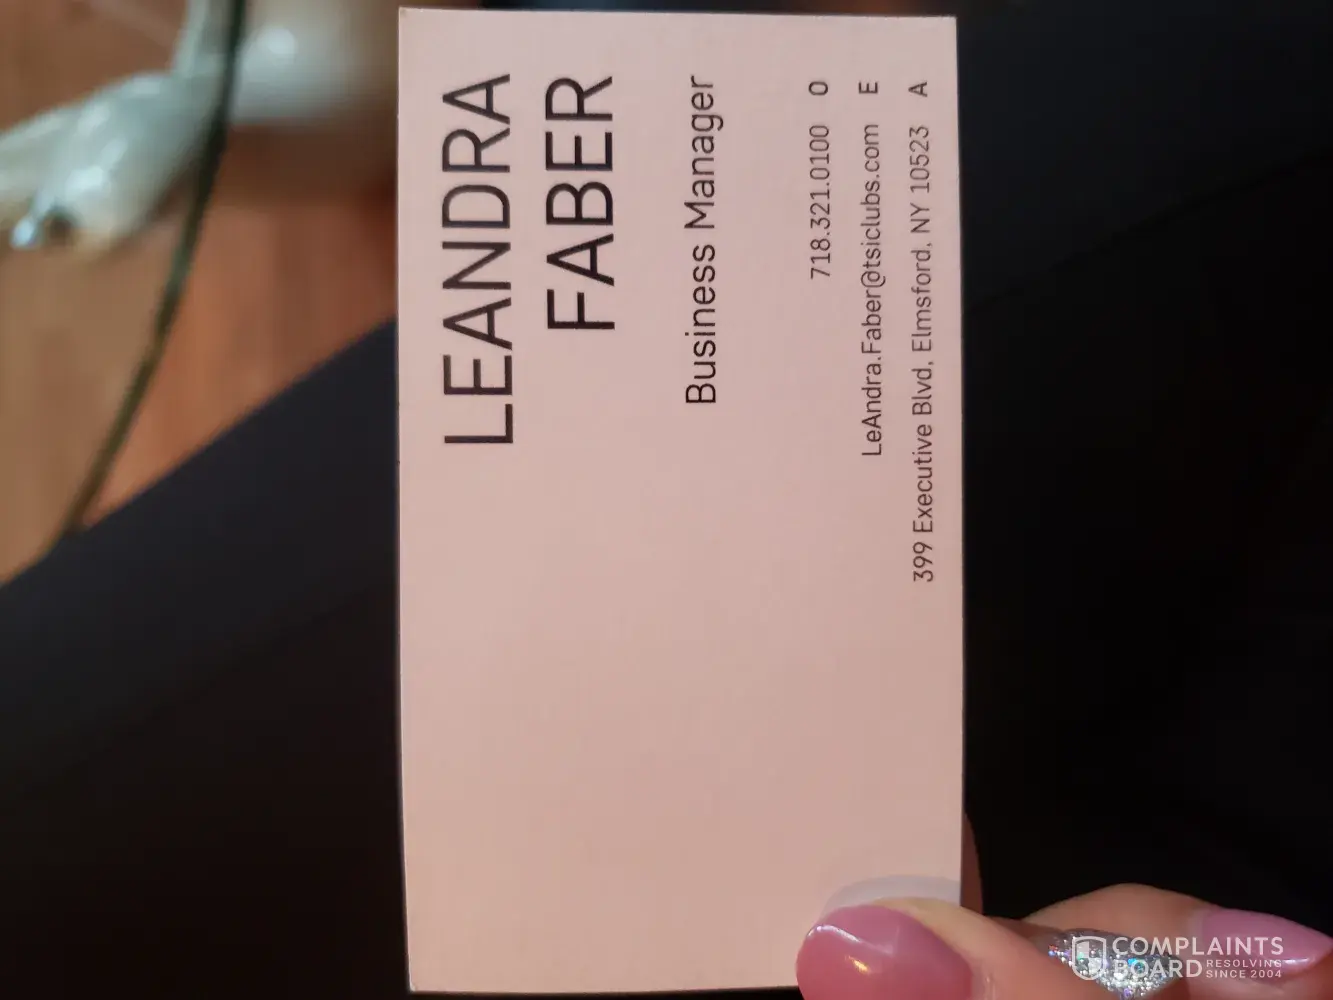 LEANDRA
FABER
Business Manager
718.321.0100 O
LeAndra.Faber@tsiclubs.com E
399 Executive Blvd, Elmsford, NY 10523 A
COMPLAINTS
BOARD RESOLVING
SINCE 2004